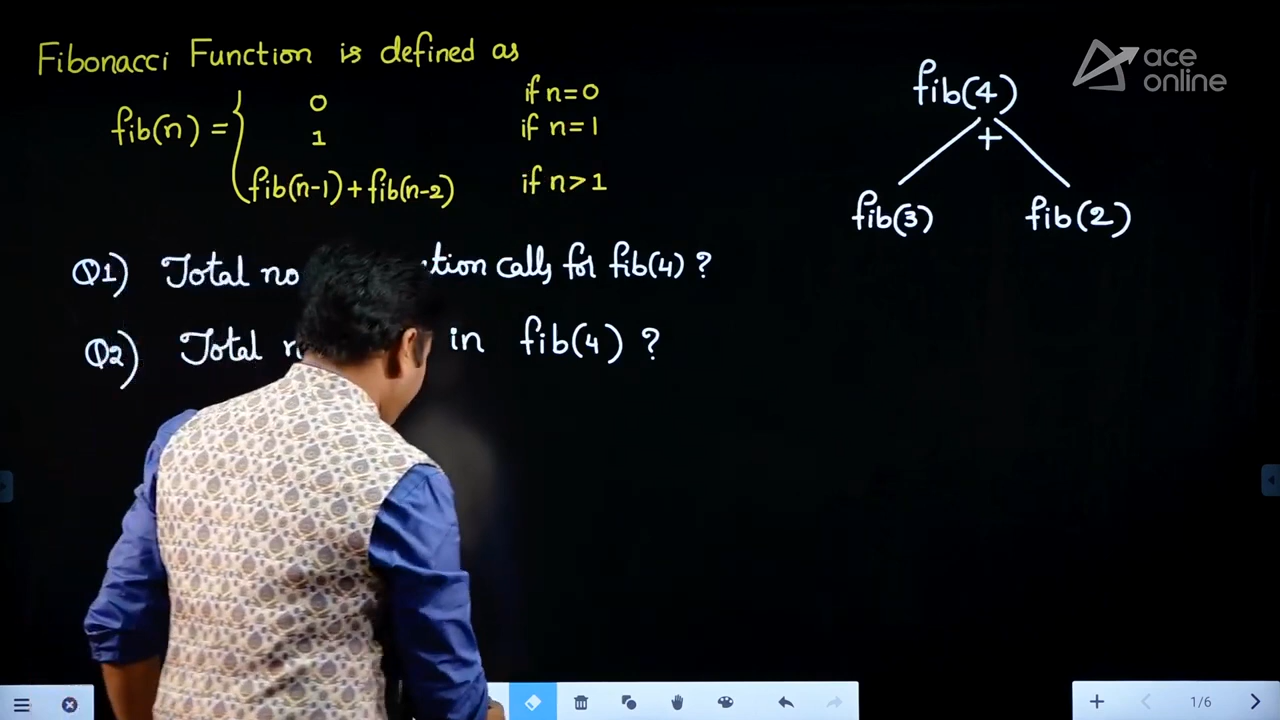 Fibonacci Function is defined as
fib(n) = { 0 if n=0
1 if n=1
fib(n-1)+fib(n-2) if n>1
Q1) Total no tion calls for fib(4) ?
Q2) Total in fib(4) ?
fib(4)
+
fib(3) fib(2)
ace
online
1/6